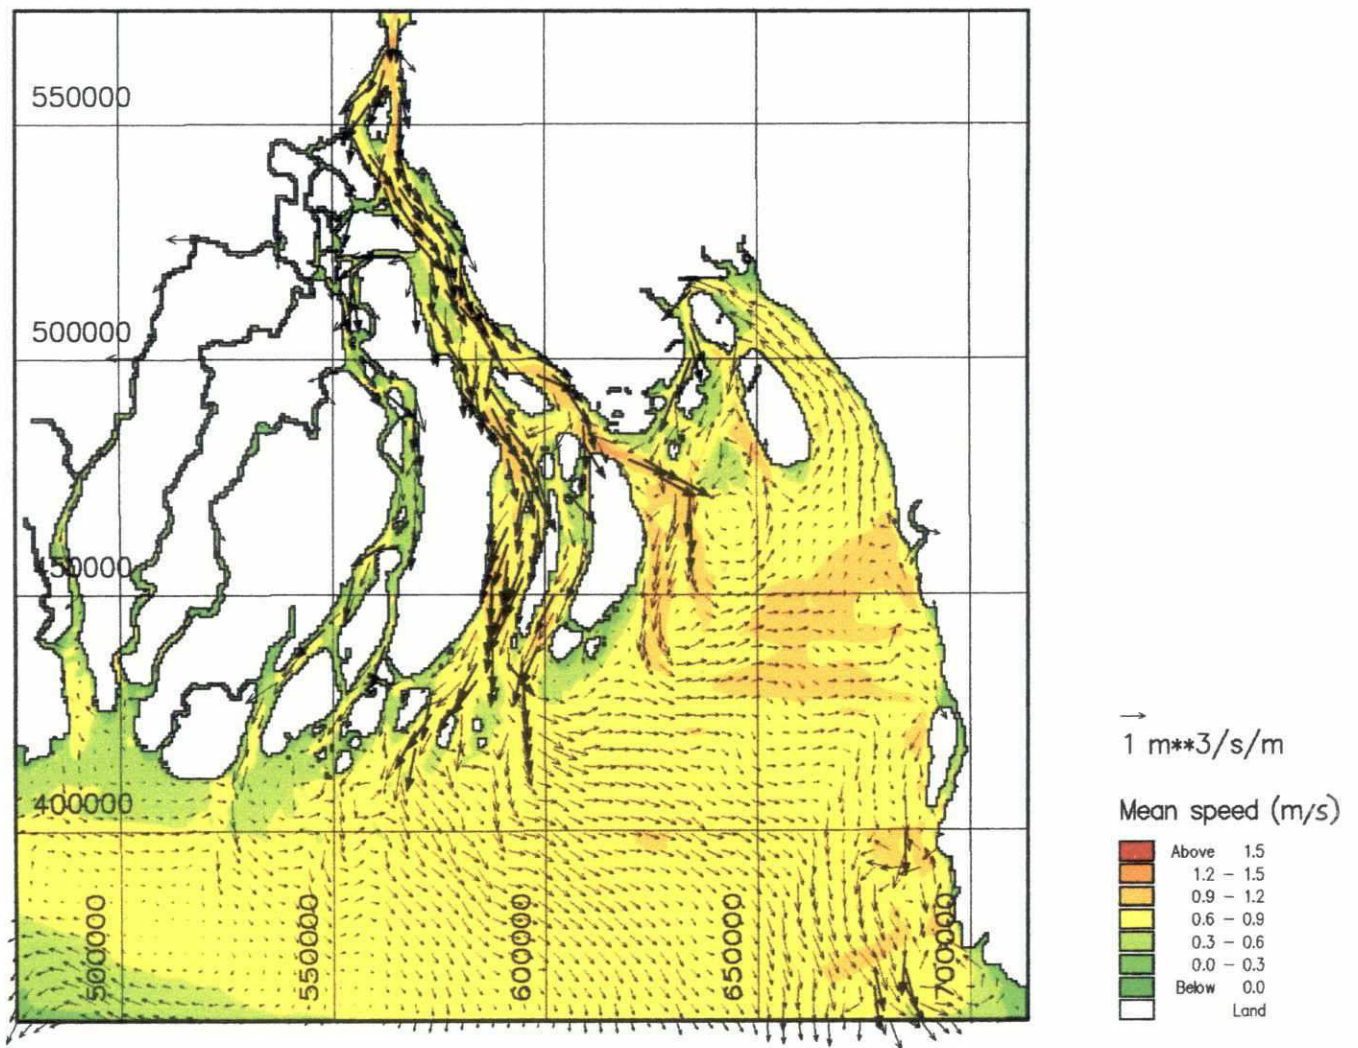 550000
500000
450000
400000
500000
550000
600000
650000
700000
1 m**3/s/m
Mean speed (m/s)
Above 1.5
1.2 - 1.5
0.9 - 1.2
0.6 - 0.9
0.3 - 0.6
0.0 - 0.3
Below 0.0
Land